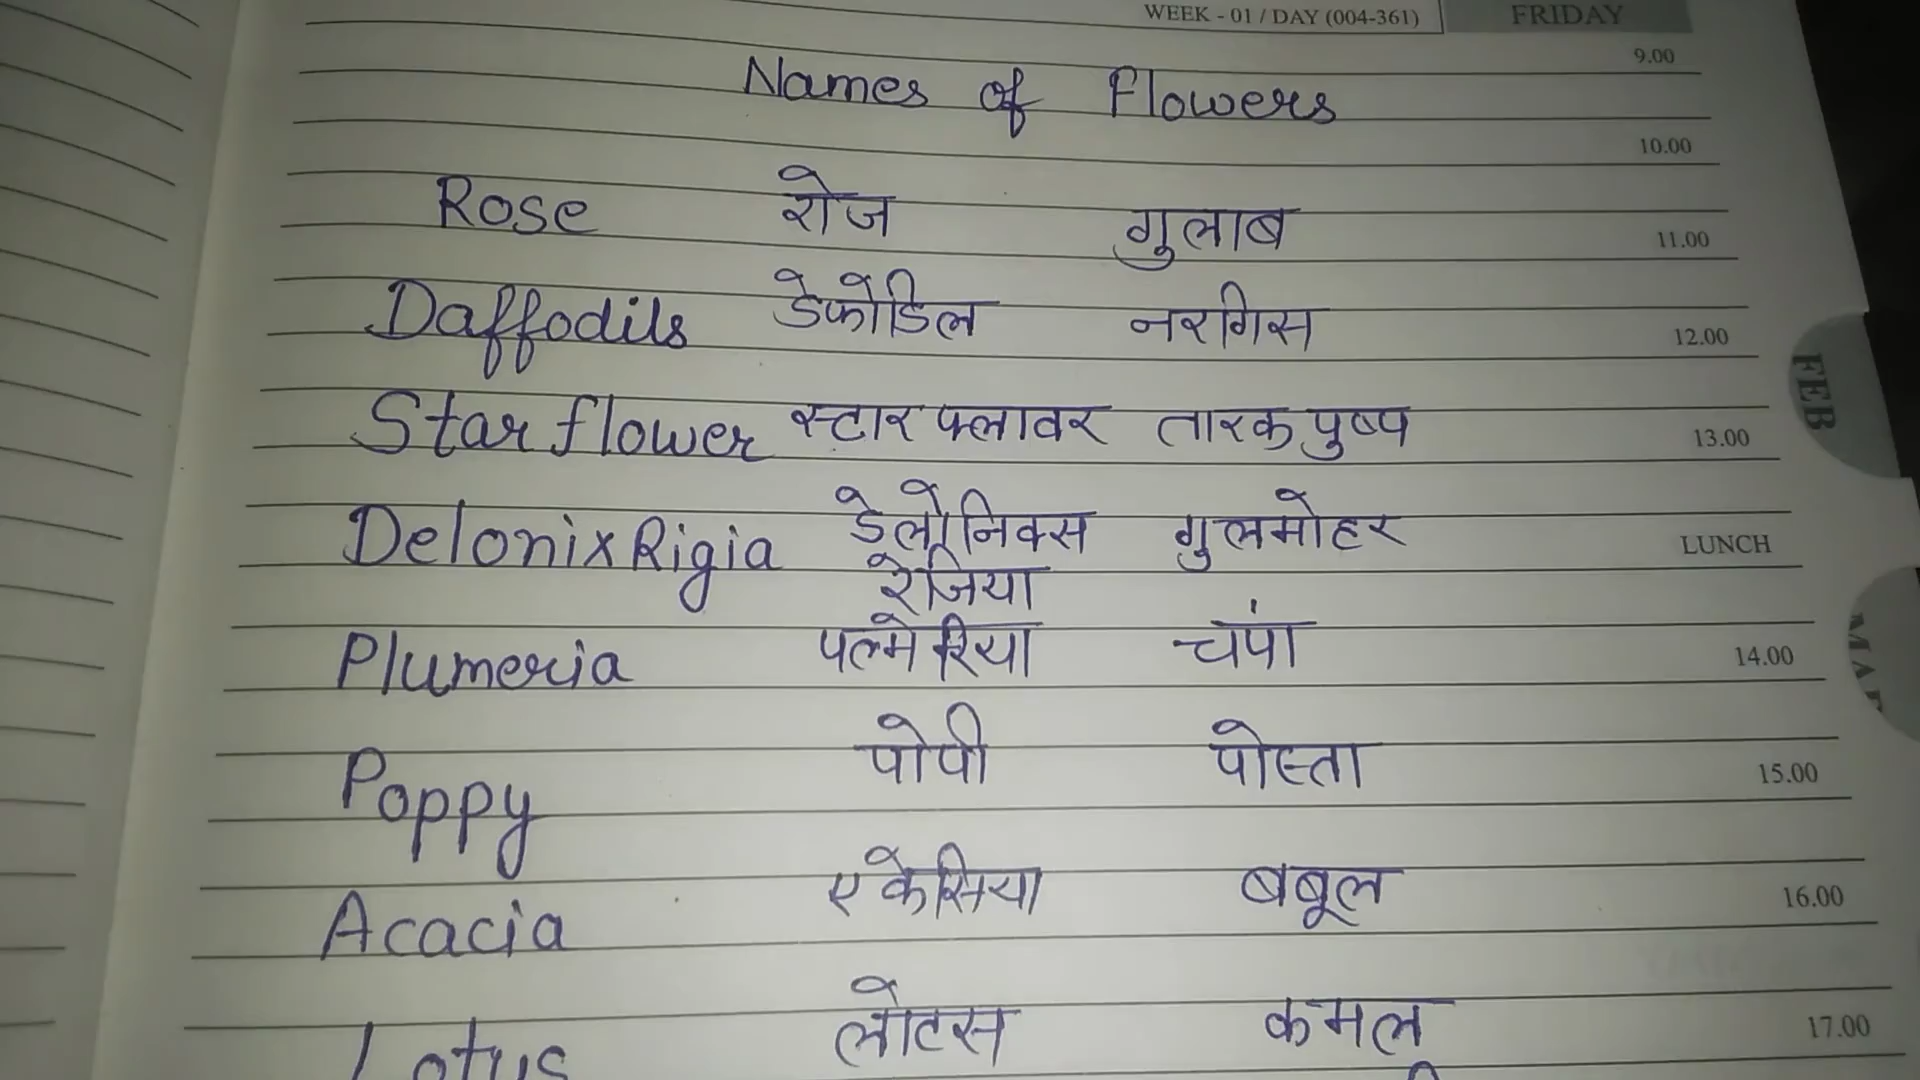 WEEK - 01 / DAY (004-361) FRIDAY
9.00
Names of Flowers
10.00
Rose रोज गुलाब
11.00
Daffodils डेफोडिल नरगिस
12.00
FEB
Star flower स्टार फ्लावर तारक पुष्प
13.00
Delonix Rigia डेलोनिक्स गुलमोहर
LUNCH
रेजिया
Plumeria पल्मेरिया चंपा
14.00
Poppy पोपी पोस्ता
15.00
Acacia एकेसिया बबूल
16.00
Lotus लोटस कमल
17.00